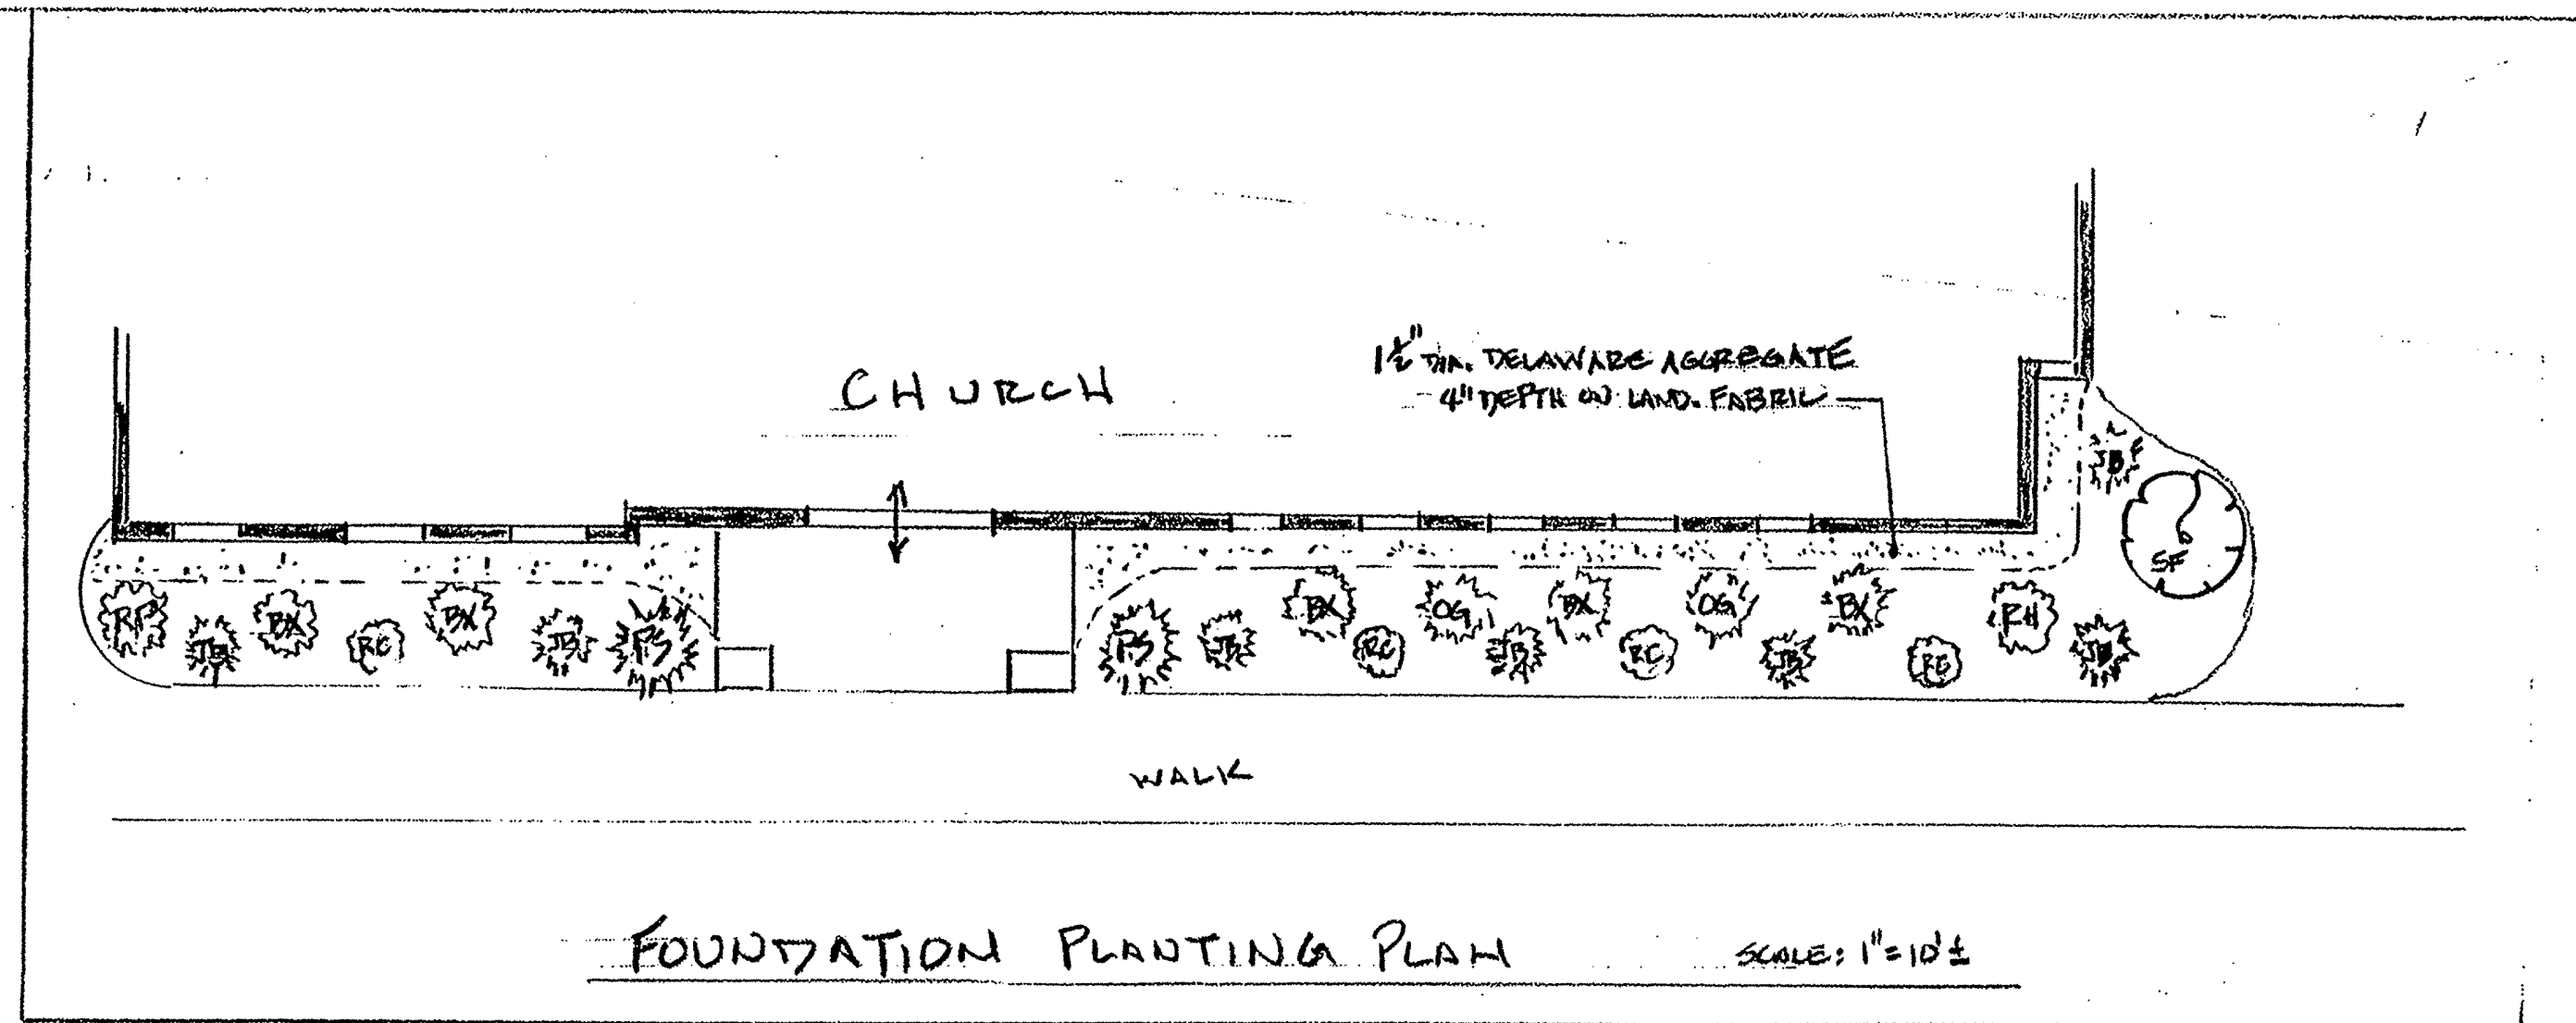 CHURCH
1½" DIA. DELAWARE AGGREGATE
4" DEPTH ON LAND. FABRIC
JB
SF
BX
BX
BX
OG
BX
OG
BX
RH
JB
RC
JB
PS
PS
JB
RC
JB
RC
JB
JB
WALK
FOUNDATION PLANTING PLAN
SCALE: 1"=10'±